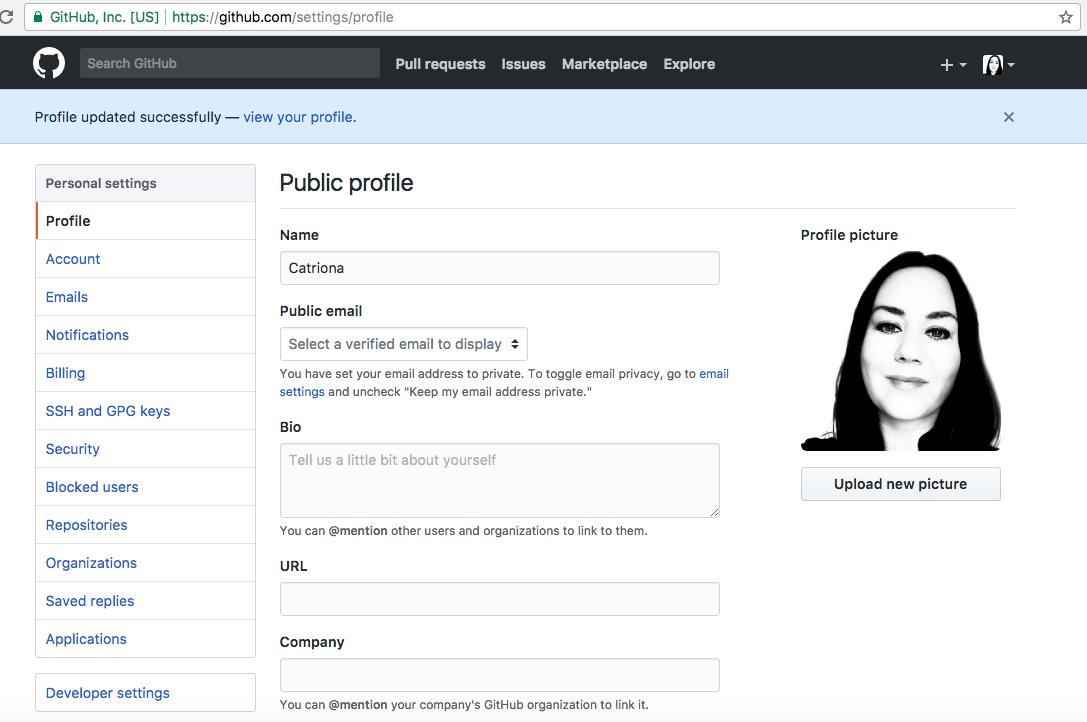 GitHub, Inc. [US] | https://github.com/settings/profile
Search GitHub
Pull requests
Issues
Marketplace
Explore
Profile updated successfully — view your profile.
Personal settings
Profile
Account
Emails
Notifications
Billing
SSH and GPG keys
Security
Blocked users
Repositories
Organizations
Saved replies
Applications
Developer settings
Public profile
Name
Catriona
Public email
Select a verified email to display
You have set your email address to private. To toggle email privacy, go to email
settings and uncheck "Keep my email address private."
Bio
Tell us a little bit about yourself
You can @mention other users and organizations to link to them.
URL
Company
You can @mention your company's GitHub organization to link it.
Profile picture
Upload new picture